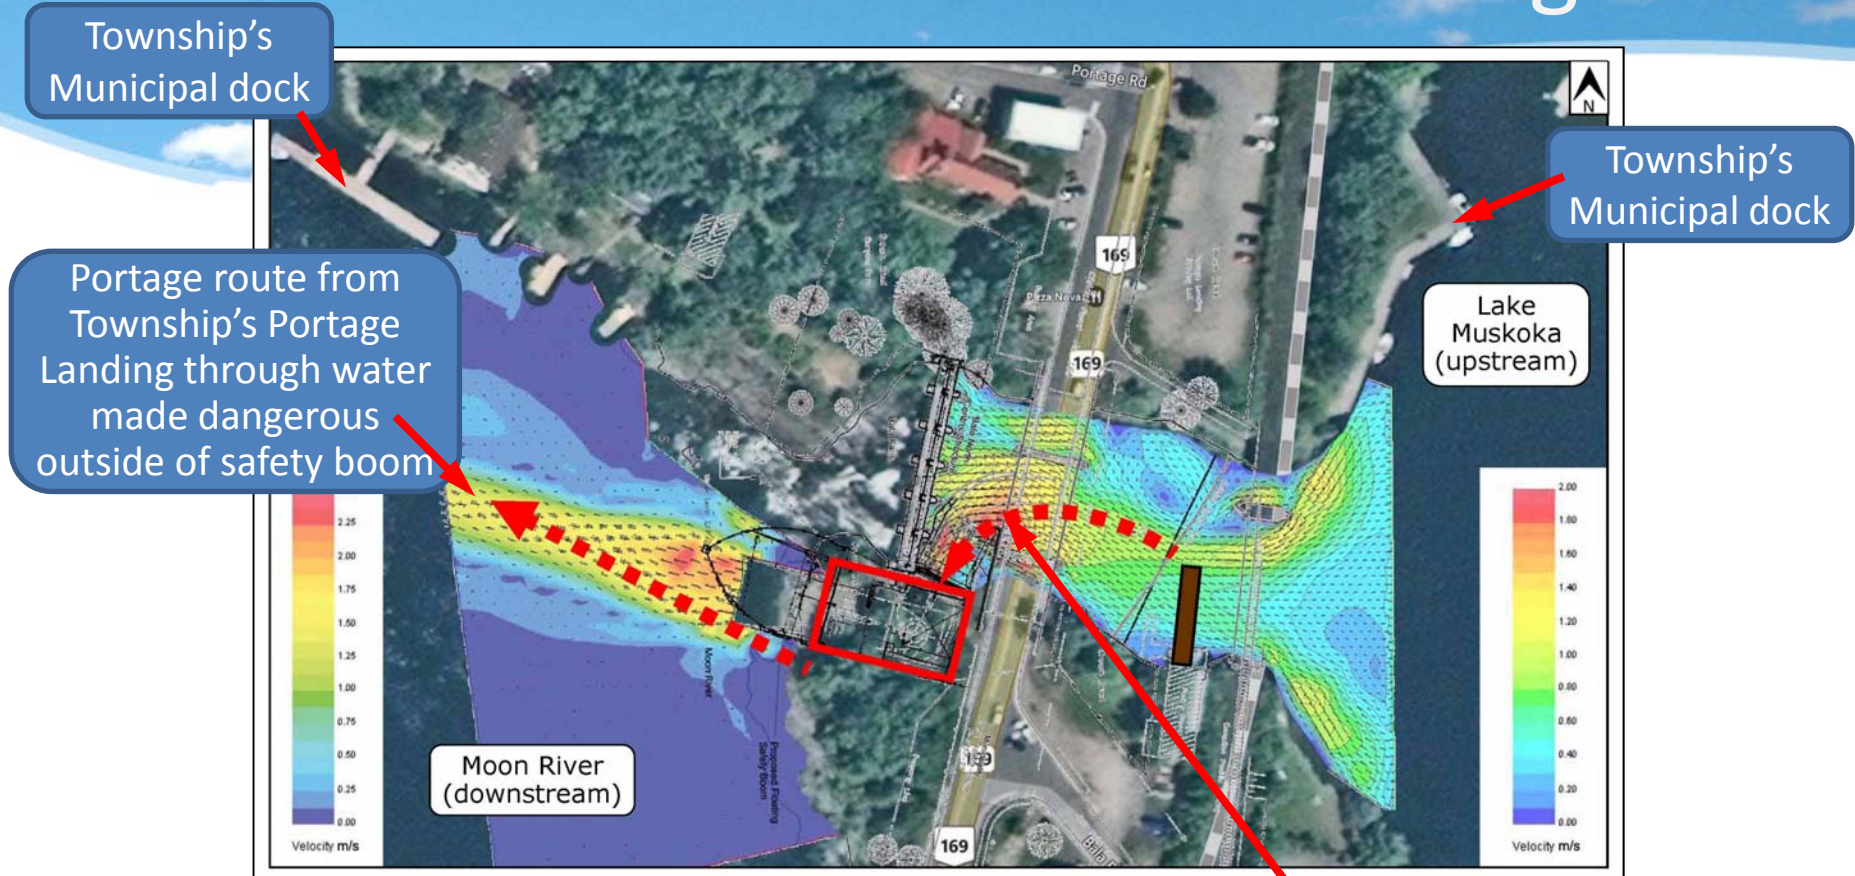 Township's
Municipal dock
Portage Rd
N
Township's
Municipal dock
169
Pizza Nova
Portage route from
Township's Portage
Landing through water
made dangerous
outside of safety boom
Lake
Muskoka
(upstream)
169
2.25
2.00
1.75
1.50
1.25
1.00
0.75
0.50
0.25
0.00
Velocity m/s
2.00
1.80
1.60
1.40
1.20
1.00
0.80
0.60
0.40
0.20
0.00
Velocity m/s
Moon River
Proposed Floating
Safety Boom
Moon River
(downstream)
169
169